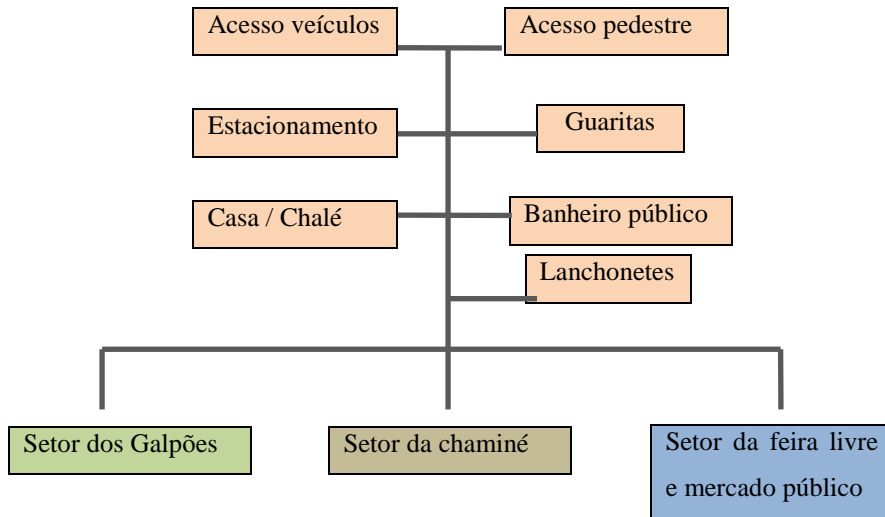 Acesso veículos
Acesso pedestre
Estacionamento
Guaritas
Casa / Chalé
Banheiro público
Lanchonetes
Setor dos Galpões
Setor da chaminé
Setor da feira livre
e mercado público